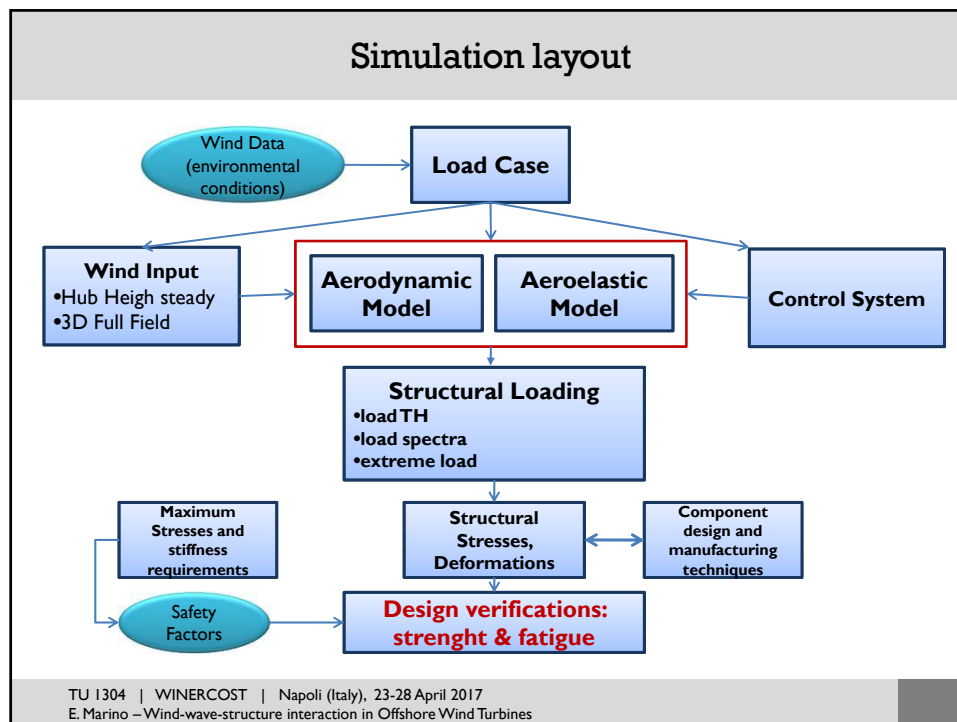 Simulation layout
Wind Data
(environmental
conditions)
Load Case
Wind Input
•Hub Heigh steady
•3D Full Field
Aerodynamic
Model
Aeroelastic
Model
Control System
Structural Loading
•load TH
•load spectra
•extreme load
Maximum
Stresses and
stiffness
requirements
Structural
Stresses,
Deformations
Component
design and
manufacturing
techniques
Safety
Factors
Design verifications:
strenght & fatigue
TU 1304 | WINERCOST | Napoli (Italy), 23-28 April 2017
E. Marino – Wind-wave-structure interaction in Offshore Wind Turbines